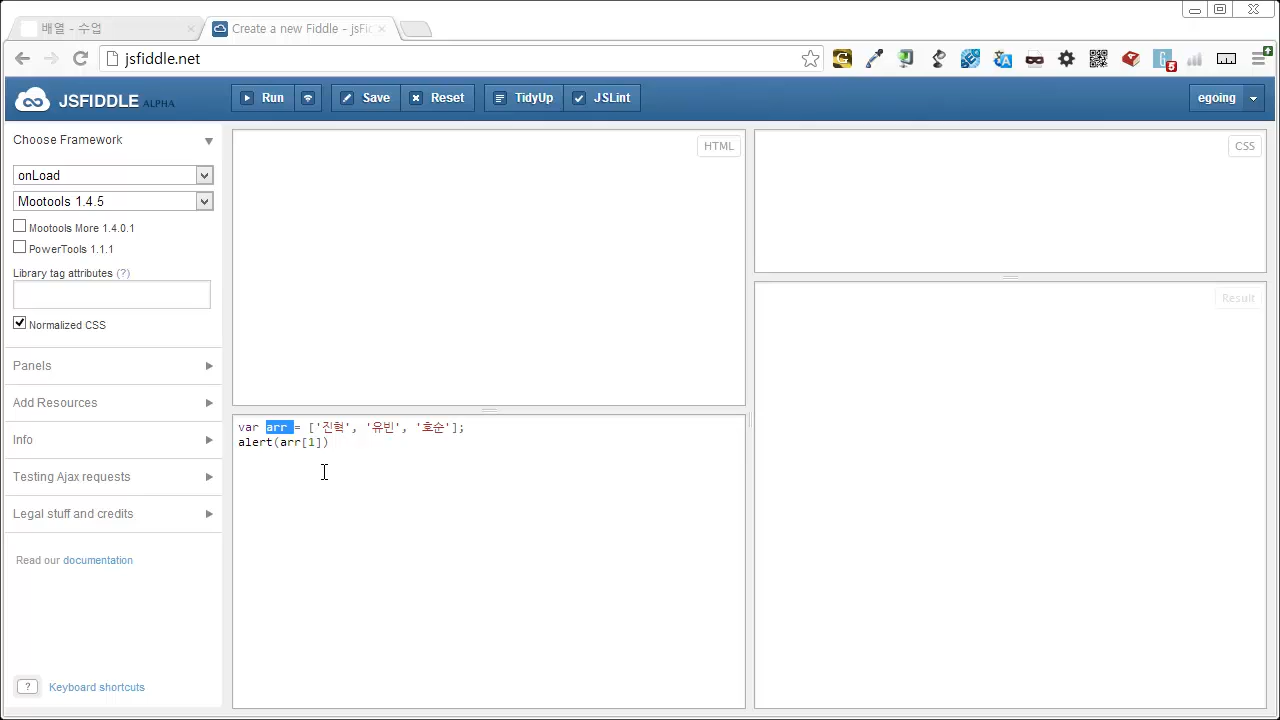 배열 - 수업
Create a new Fiddle - jsFid
jsfiddle.net
5
JSFIDDLE ALPHA
Run
Save
Reset
TidyUp
JSLint
egoing
Choose Framework
onLoad
Mootools 1.4.5
Mootools More 1.4.0.1
PowerTools 1.1.1
Library tag attributes (?)
Normalized CSS
Panels
Add Resources
Info
Testing Ajax requests
Legal stuff and credits
Read our documentation
? Keyboard shortcuts
HTML
CSS
Result
var arr = ['진혁', '유빈', '호순'];
alert(arr[1])